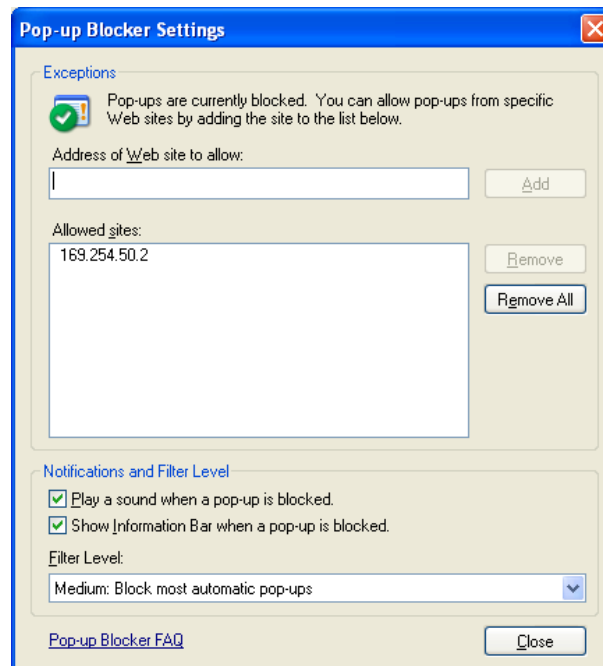 Pop-up Blocker Settings
Exceptions
Pop-ups are currently blocked. You can allow pop-ups from specific
Web sites by adding the site to the list below.
Address of Web site to allow:
Add
Allowed sites:
169.254.50.2
Remove
Remove All
Notifications and Filter Level
Play a sound when a pop-up is blocked.
Show Information Bar when a pop-up is blocked.
Filter Level:
Medium: Block most automatic pop-ups
Pop-up Blocker FAQ
Close